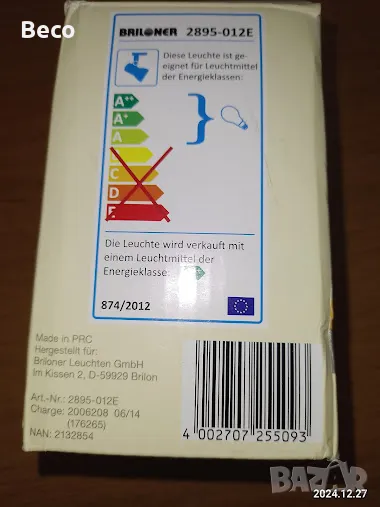 Beco
BRILONER 2895-012E
Diese Leuchte ist ge-
eignet für Leuchtmittel
der Energieklassen:
A++
A+
A
C
D
E
Die Leuchte wird verkauft mit
einem Leuchtmittel der
Energieklasse:
874/2012
Made in PRC
Hergestellt für:
Briloner Leuchten GmbH
Im Kissen 2, D-59929 Brilon
Art.-Nr.: 2895-012E
Charge: 2006208 06/14
(176265)
NAN: 2132854
4 002707 255093
BAZAR
2024.12.27